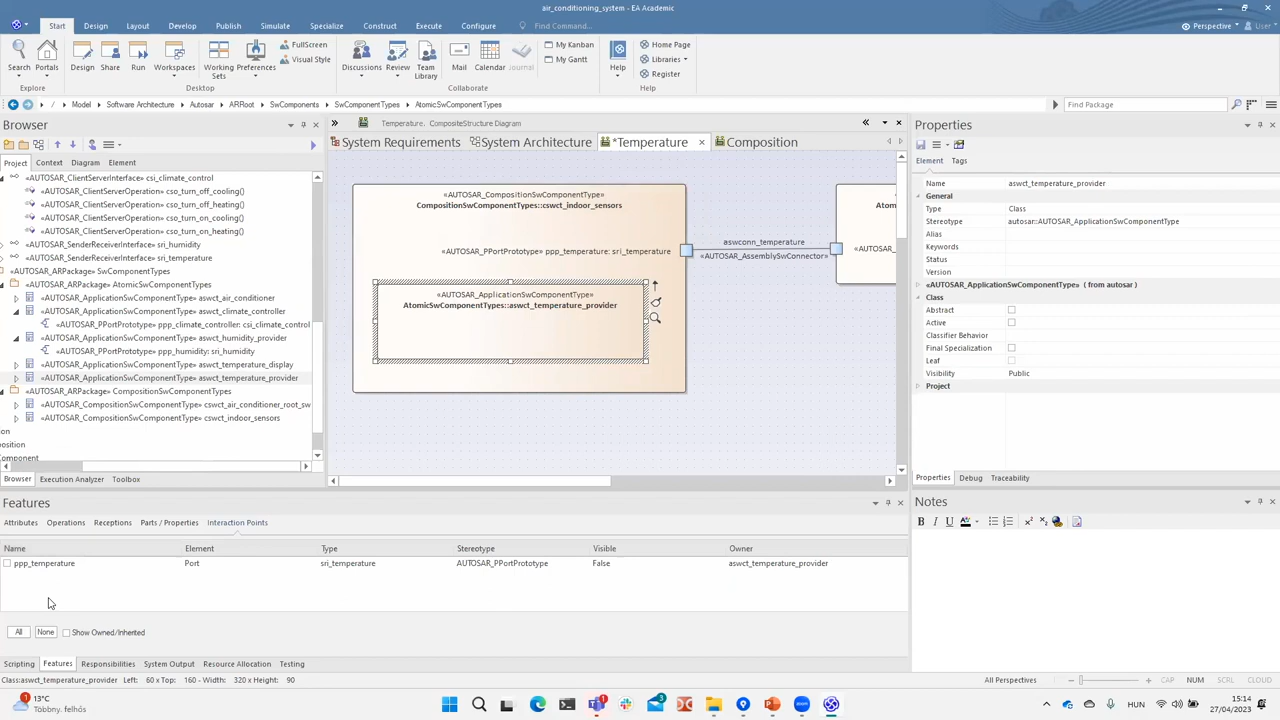 air_conditioning_system - EA Academic
Start Design Layout Develop Publish Simulate Specialize Construct Execute Configure Find Command... Perspective User
Search Portals Design Share Run Workspaces Working Sets Preferences FullScreen Visual Style Discussions Review Team Library Mail Calendar Journal My Kanban My Gantt Help Home Page Libraries Register
Explore Desktop Collaborate Help
/ Model Software Architecture Autosar ARRoot SwComponents SwComponentTypes AtomicSwComponentTypes Find Package
Browser
Project Context Diagram Element
«AUTOSAR_ClientServerInterface» csi_climate_control
«AUTOSAR_ClientServerOperation» cso_turn_off_cooling()
«AUTOSAR_ClientServerOperation» cso_turn_off_heating()
«AUTOSAR_ClientServerOperation» cso_turn_on_cooling()
«AUTOSAR_ClientServerOperation» cso_turn_on_heating()
«AUTOSAR_SenderReceiverInterface» sri_humidity
«AUTOSAR_SenderReceiverInterface» sri_temperature
«AUTOSAR_ARPackage» SwComponentTypes
«AUTOSAR_ARPackage» AtomicSwComponentTypes
«AUTOSAR_ApplicationSwComponentType» aswct_air_conditioner
«AUTOSAR_ApplicationSwComponentType» aswct_climate_controller
«AUTOSAR_PPortPrototype» ppp_climate_controller: csi_climate_control
«AUTOSAR_ApplicationSwComponentType» aswct_humidity_provider
«AUTOSAR_PPortPrototype» ppp_humidity: sri_humidity
«AUTOSAR_ApplicationSwComponentType» aswct_temperature_display
«AUTOSAR_ApplicationSwComponentType» aswct_temperature_provider
«AUTOSAR_ARPackage» CompositionSwComponentTypes
«AUTOSAR_CompositionSwComponentType» cswct_air_conditioner_root_sw
«AUTOSAR_CompositionSwComponentType» cswct_indoor_sensors
ion
osition
Component
Browser Execution Analyzer Toolbox
Temperature. CompositeStructure Diagram
System Requirements System Architecture *Temperature Composition
«AUTOSAR_CompositionSwComponentType»
CompositionSwComponentTypes::cswct_indoor_sensors
«AUTOSAR_PPortPrototype» ppp_temperature: sri_temperature
«AUTOSAR_ApplicationSwComponentType»
AtomicSwComponentTypes::aswct_temperature_provider
aswconn_temperature
«AUTOSAR_AssemblySwConnector»
Atom
«AUTOSAR_
Properties
Element Tags
Name aswct_temperature_provider
General
Type Class
Stereotype autosar::AUTOSAR_ApplicationSwComponentType
Alias
Keywords
Status
Version
«AUTOSAR_ApplicationSwComponentType» ( from autosar )
Class
Abstract
Active
Classifier Behavior
Final Specialization
Leaf
Visibility Public
Project
Properties Debug Traceability
Features
Attributes Operations Receptions Parts / Properties Interaction Points
Name Element Type Stereotype Visible Owner
ppp_temperature Port sri_temperature AUTOSAR_PPortPrototype False aswct_temperature_provider
All None Show Owned/Inherited
Scripting Features Responsibilities System Output Resource Allocation Testing
Notes
B I U A
Class:aswct_temperature_provider Left: 60 x Top: 160 - Width: 320 x Height: 90 All Perspectives CAP NUM SCRL CLOUD
13°C
Többny. felhős
HUN
15:14
27/04/2023